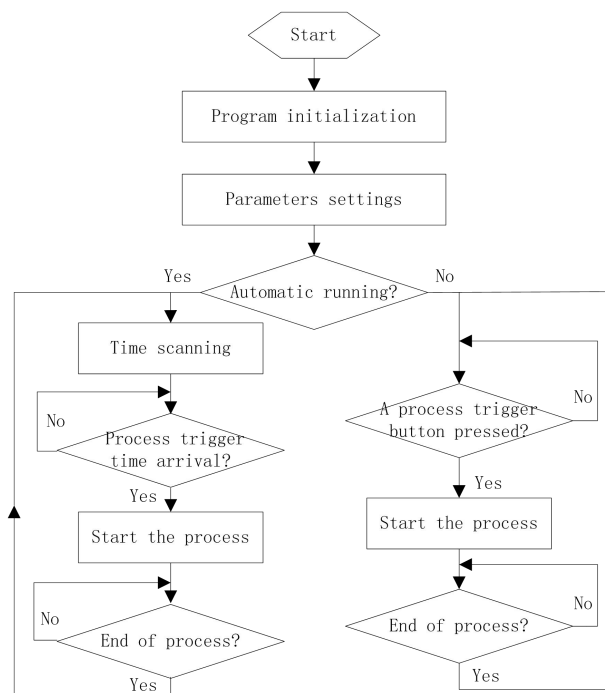 Start
Program initialization
Parameters settings
Automatic running?
Yes
No
Time scanning
No
Process trigger
time arrival?
Yes
Start the process
No
End of process?
Yes
A process trigger
button pressed?
No
Yes
Start the process
No
End of process?
Yes